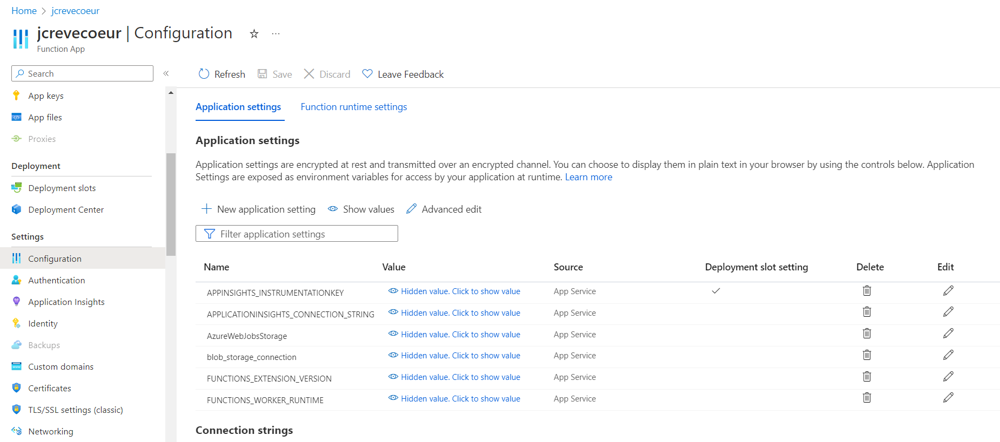 Home > jcrevecoeur
jcrevecoeur | Configuration ...
Function App
Search
«
App keys
App files
Proxies
Deployment
Deployment slots
Deployment Center
Settings
Configuration
Authentication
Application Insights
Identity
Backups
Custom domains
Certificates
TLS/SSL settings (classic)
Networking
Refresh Save Discard Leave Feedback
Application settings Function runtime settings
Application settings
Application settings are encrypted at rest and transmitted over an encrypted channel. You can choose to display them in plain text in your browser by using the controls below. Application
Settings are exposed as environment variables for access by your application at runtime. Learn more
New application setting Show values Advanced edit
Filter application settings
Name Value Source Deployment slot setting Delete Edit
APPINSIGHTS_INSTRUMENTATIONKEY Hidden value. Click to show value App Service
APPLICATIONINSIGHTS_CONNECTION_STRING Hidden value. Click to show value App Service
AzureWebJobsStorage Hidden value. Click to show value App Service
blob_storage_connection Hidden value. Click to show value App Service
FUNCTIONS_EXTENSION_VERSION Hidden value. Click to show value App Service
FUNCTIONS_WORKER_RUNTIME Hidden value. Click to show value App Service
Connection strings